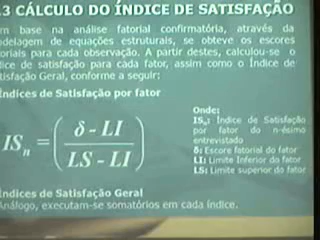 .3 CÁLCULO DO ÍNDICE DE SATISFAÇÃO
m base na análise fatorial confirmatória, através da
delagem de equações estruturais, se obteve os escores
oriais para cada observação. A partir destes, calculou-se o
ice de satisfação para cada fator, assim como o Índice de
tisfação Geral, conforme a seguir:
Índices de Satisfação por fator
ISn = ( δ - LI / LS - LI )
Onde:
ISn: Índice de Satisfação
por fator do n-ésimo
entrevistado
δ: Escore fatorial do fator
LI: Limite Inferior do fator
LS: Limite superior do fator
Índices de Satisfação Geral
Análogo, executam-se somatórios em cada índice.